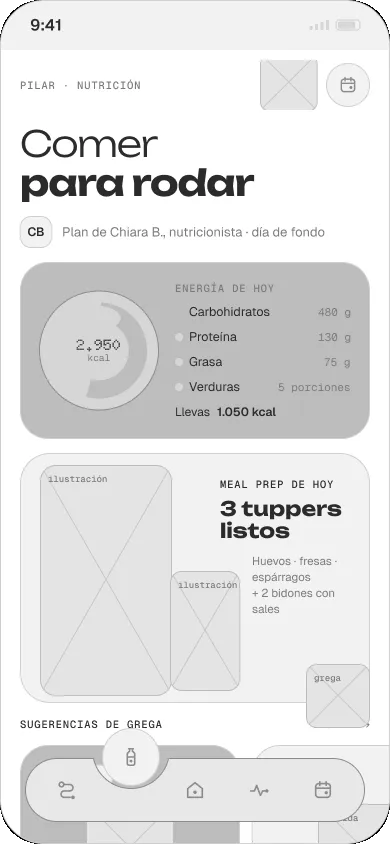 9:41
PILAR · NUTRICIÓN
Comer
para rodar
CB
Plan de Chiara B., nutricionista · día de fondo
ENERGÍA DE HOY
2.950
kcal
Carbohidratos 480 g
Proteína 130 g
Grasa 75 g
Verduras 5 porciones
Llevas 1.050 kcal
ilustración
MEAL PREP DE HOY
3 tuppers
listos
Huevos · fresas ·
espárragos
+ 2 bidones con
sales
ilustración
grega
SUGERENCIAS DE GREGA